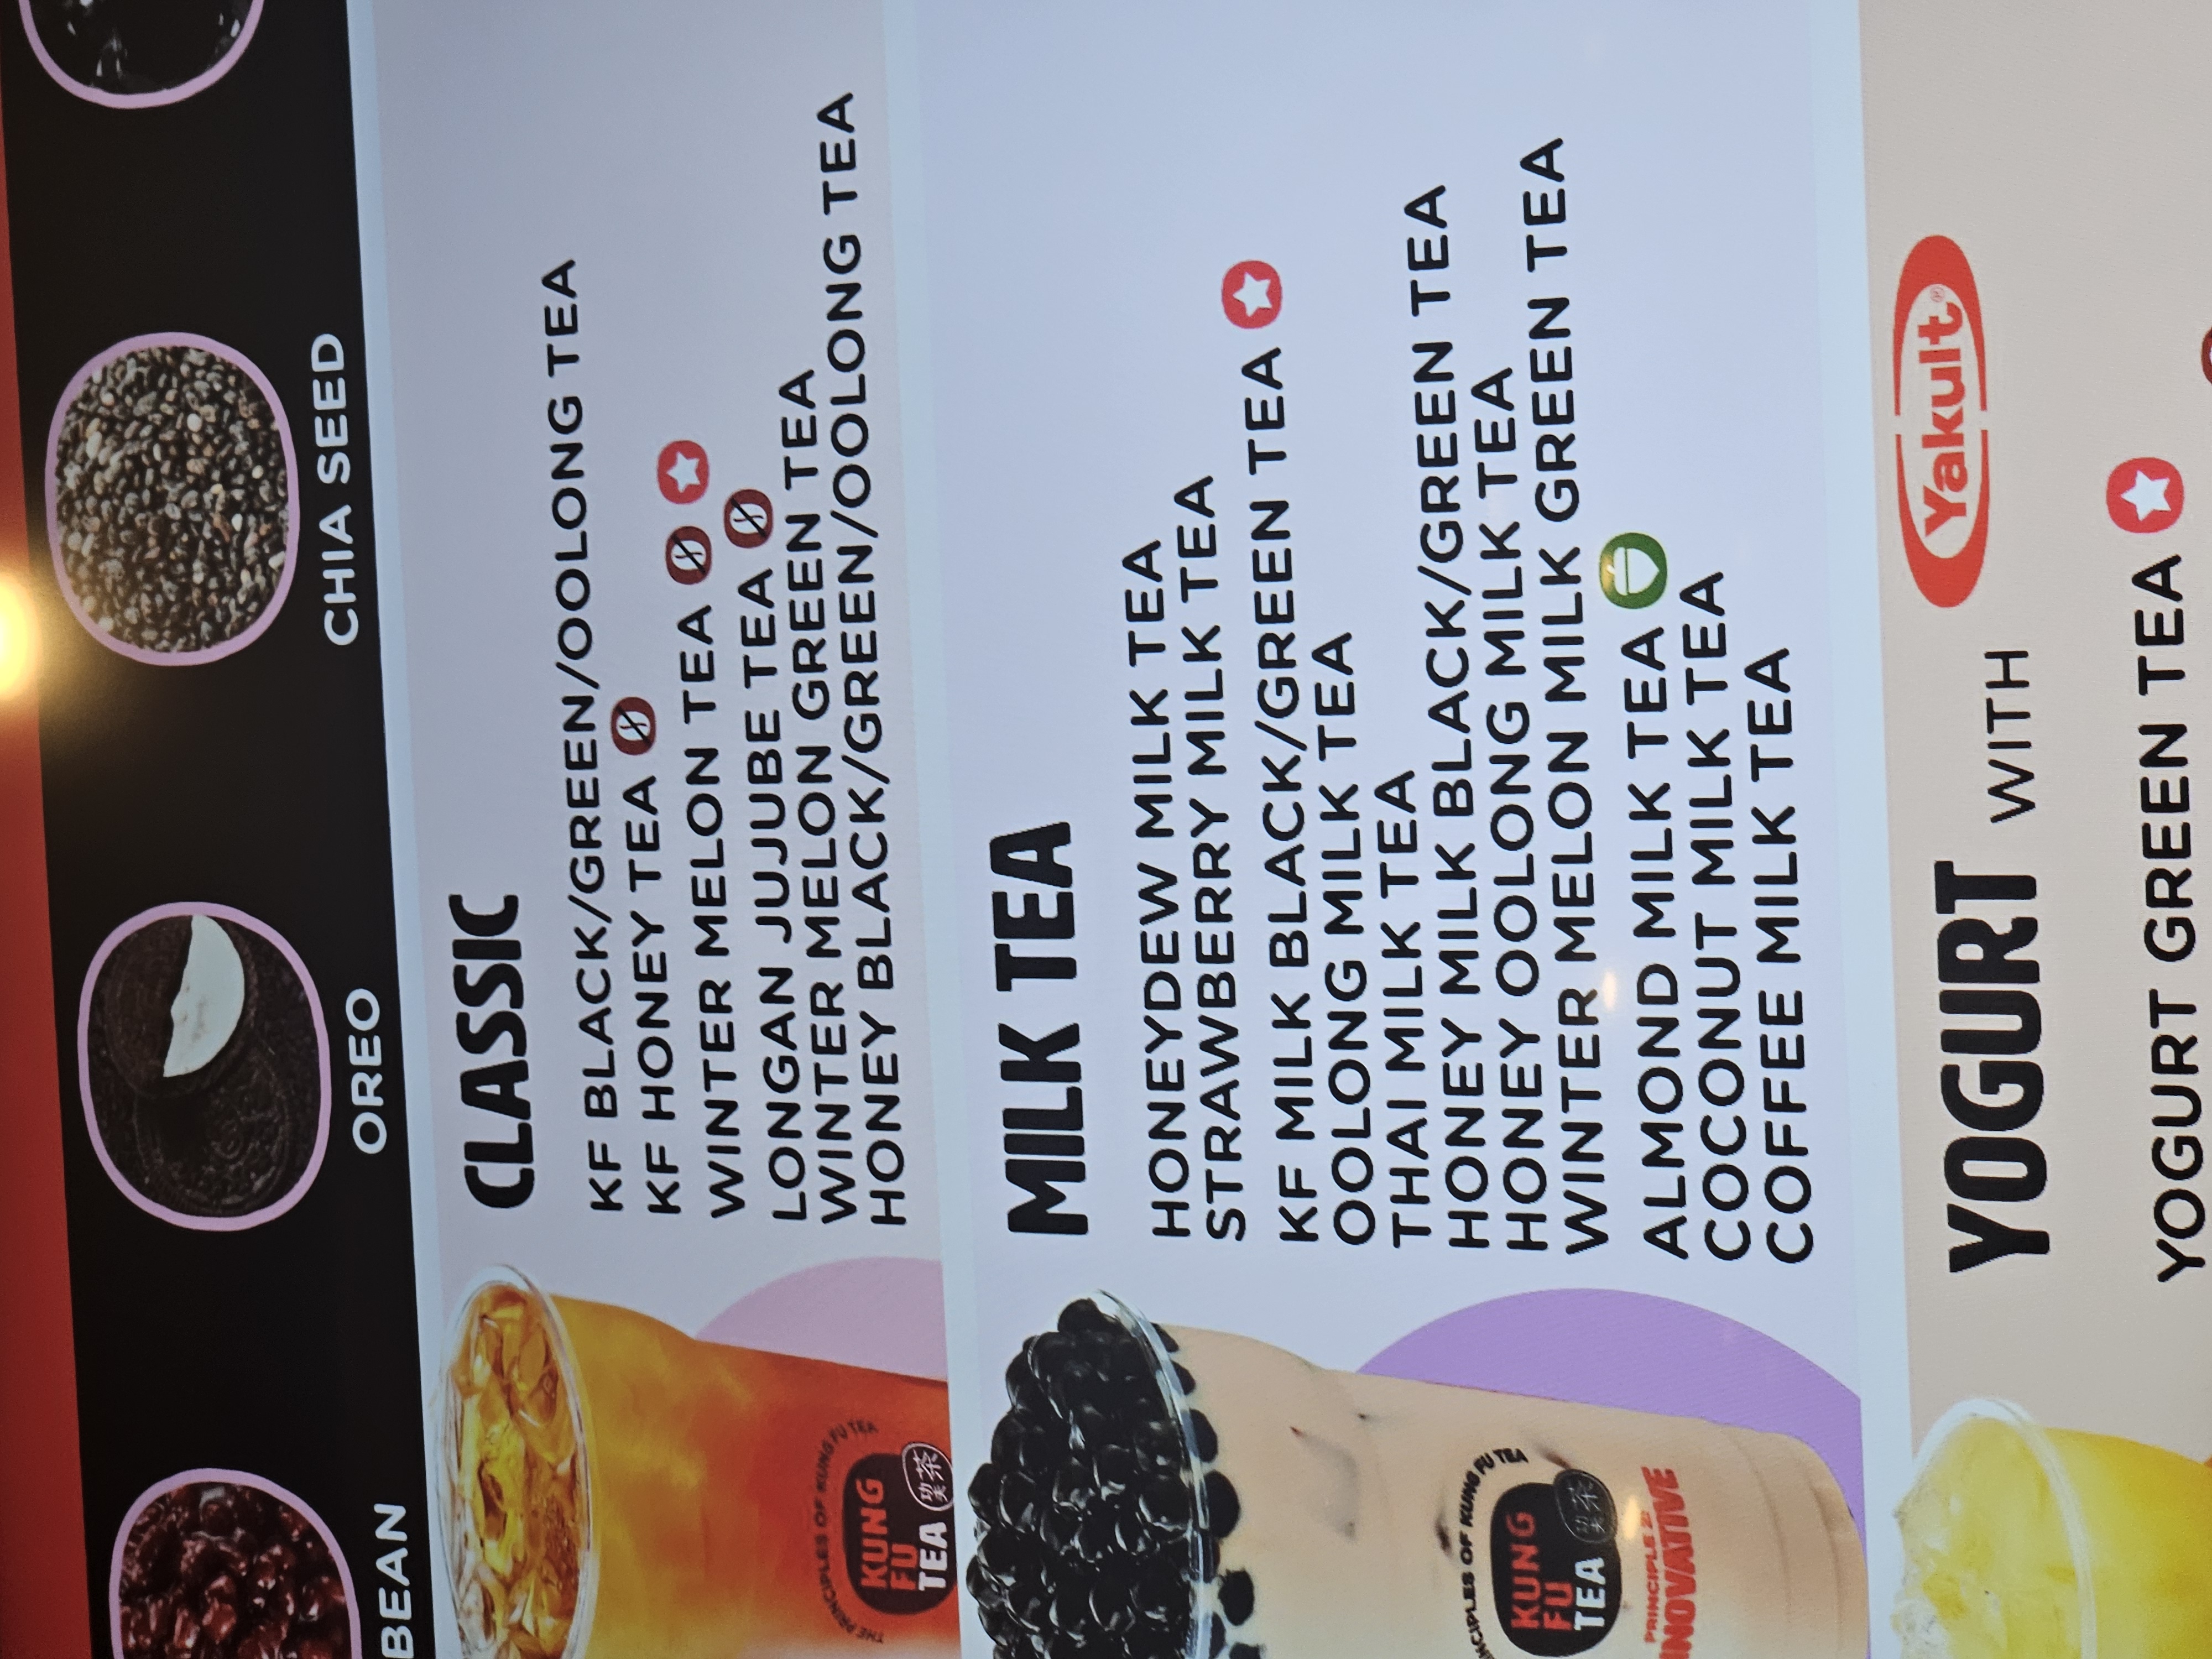 BEAN
OREO
CHIA SEED
CLASSIC
KF BLACK/GREEN/OOLONG TEA
KF HONEY TEA
WINTER MELON TEA
LONGAN JUJUBE TEA
WINTER MELON GREEN TEA
HONEY BLACK/GREEN/OOLONG TEA
THE PRINCIPLES OF KUNG FU TEA
KUNG
FU
TEA 功夫茶
MILK TEA
HONEYDEW MILK TEA
STRAWBERRY MILK TEA
KF MILK BLACK/GREEN TEA
OOLONG MILK TEA
THAI MILK TEA
HONEY MILK BLACK/GREEN TEA
HONEY OOLONG MILK TEA
WINTER MELON MILK GREEN TEA
ALMOND MILK TEA
COCONUT MILK TEA
COFFEE MILK TEA
NCIPLES OF KUNG FU TEA
KUNG
FU
TEA 功夫茶
PRINCIPLE 2:
INNOVATIVE
YOGURT WITH Yakult®
YOGURT GREEN TEA